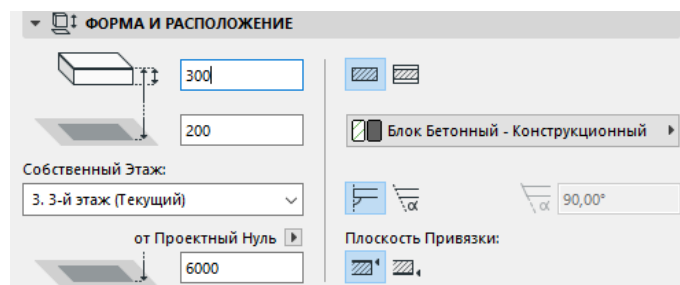 ФОРМА И РАСПОЛОЖЕНИЕ
300
200
Блок Бетонный - Конструкционный
Собственный Этаж:
3. 3-й этаж (Текущий)
α
α 90,00°
от Проектный Нуль
Плоскость Привязки:
6000